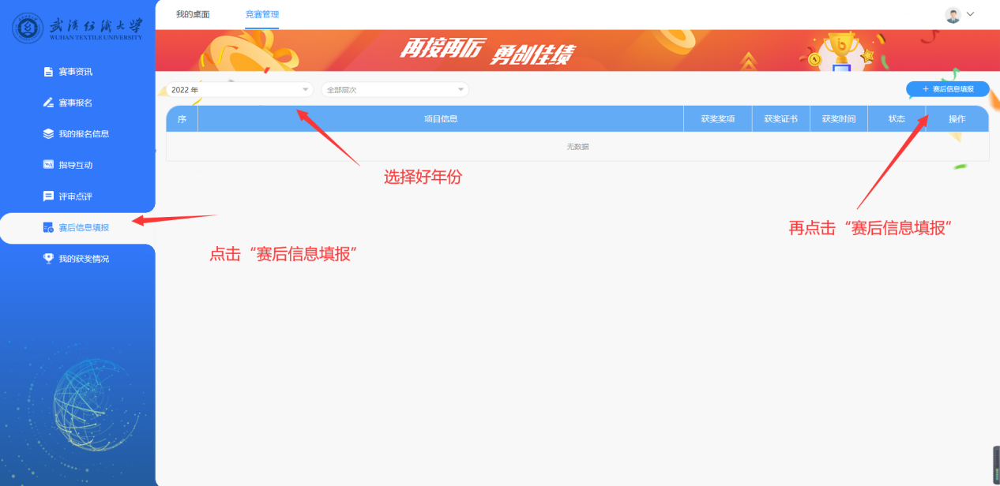 武汉纺织大学
WUHAN TEXTILE UNIVERSITY
我的桌面
竞赛管理
再接再厉 勇创佳绩
赛事资讯
赛事报名
我的报名信息
指导互动
评审点评
赛后信息填报
我的获奖情况
2022 年
全部层次
+ 赛后信息填报
序
项目信息
获奖奖项
获奖证书
获奖时间
状态
操作
无数据
选择好年份
再点击“赛后信息填报”
点击“赛后信息填报”